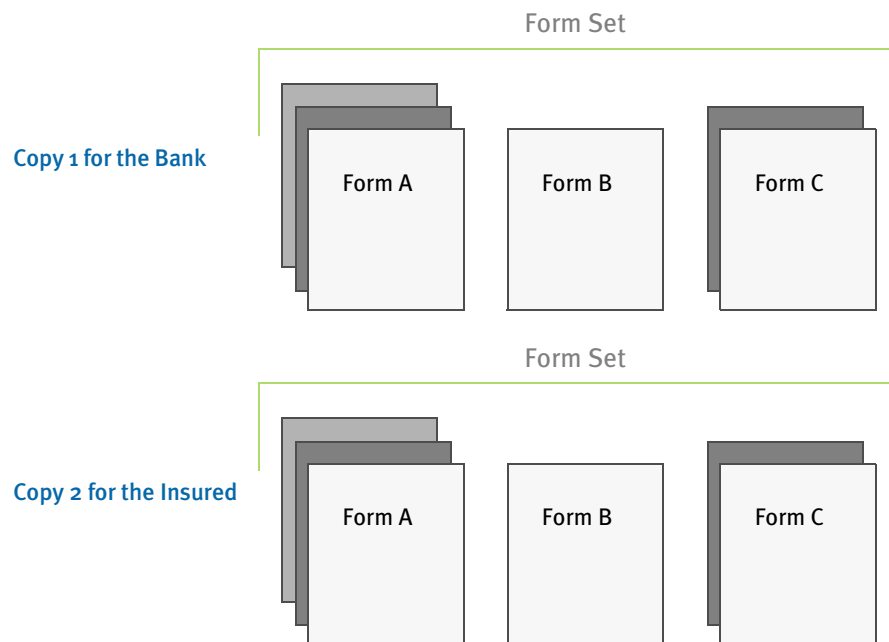 Form Set
Copy 1 for the Bank
Form A
Form B
Form C
Form Set
Copy 2 for the Insured
Form A
Form B
Form C